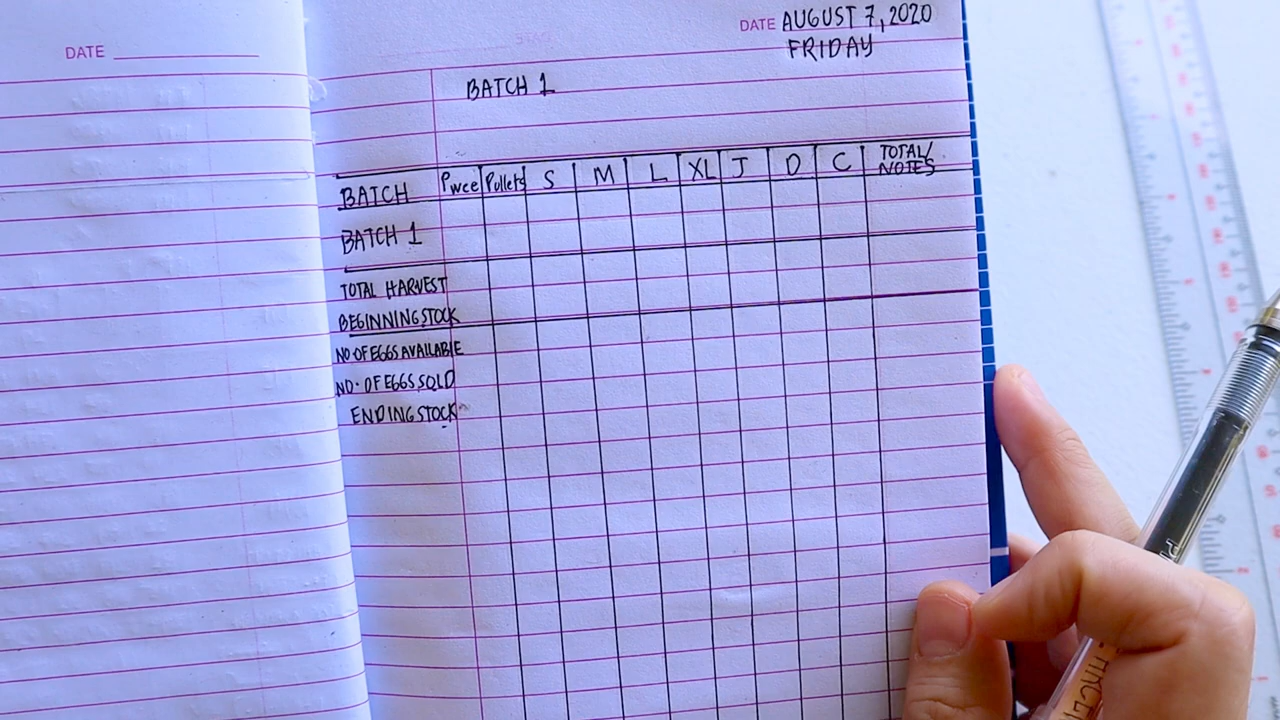 DATE
DATE AUGUST 7, 2020
FRIDAY
BATCH 1
BATCH Pwee Pullets S M L XL J D C TOTAL/
NOTES
BATCH 1
TOTAL HARVEST
BEGINNING STOCK
NO. OF EGGS AVAILABLE
NO. OF EGGS SOLD
ENDING STOCK